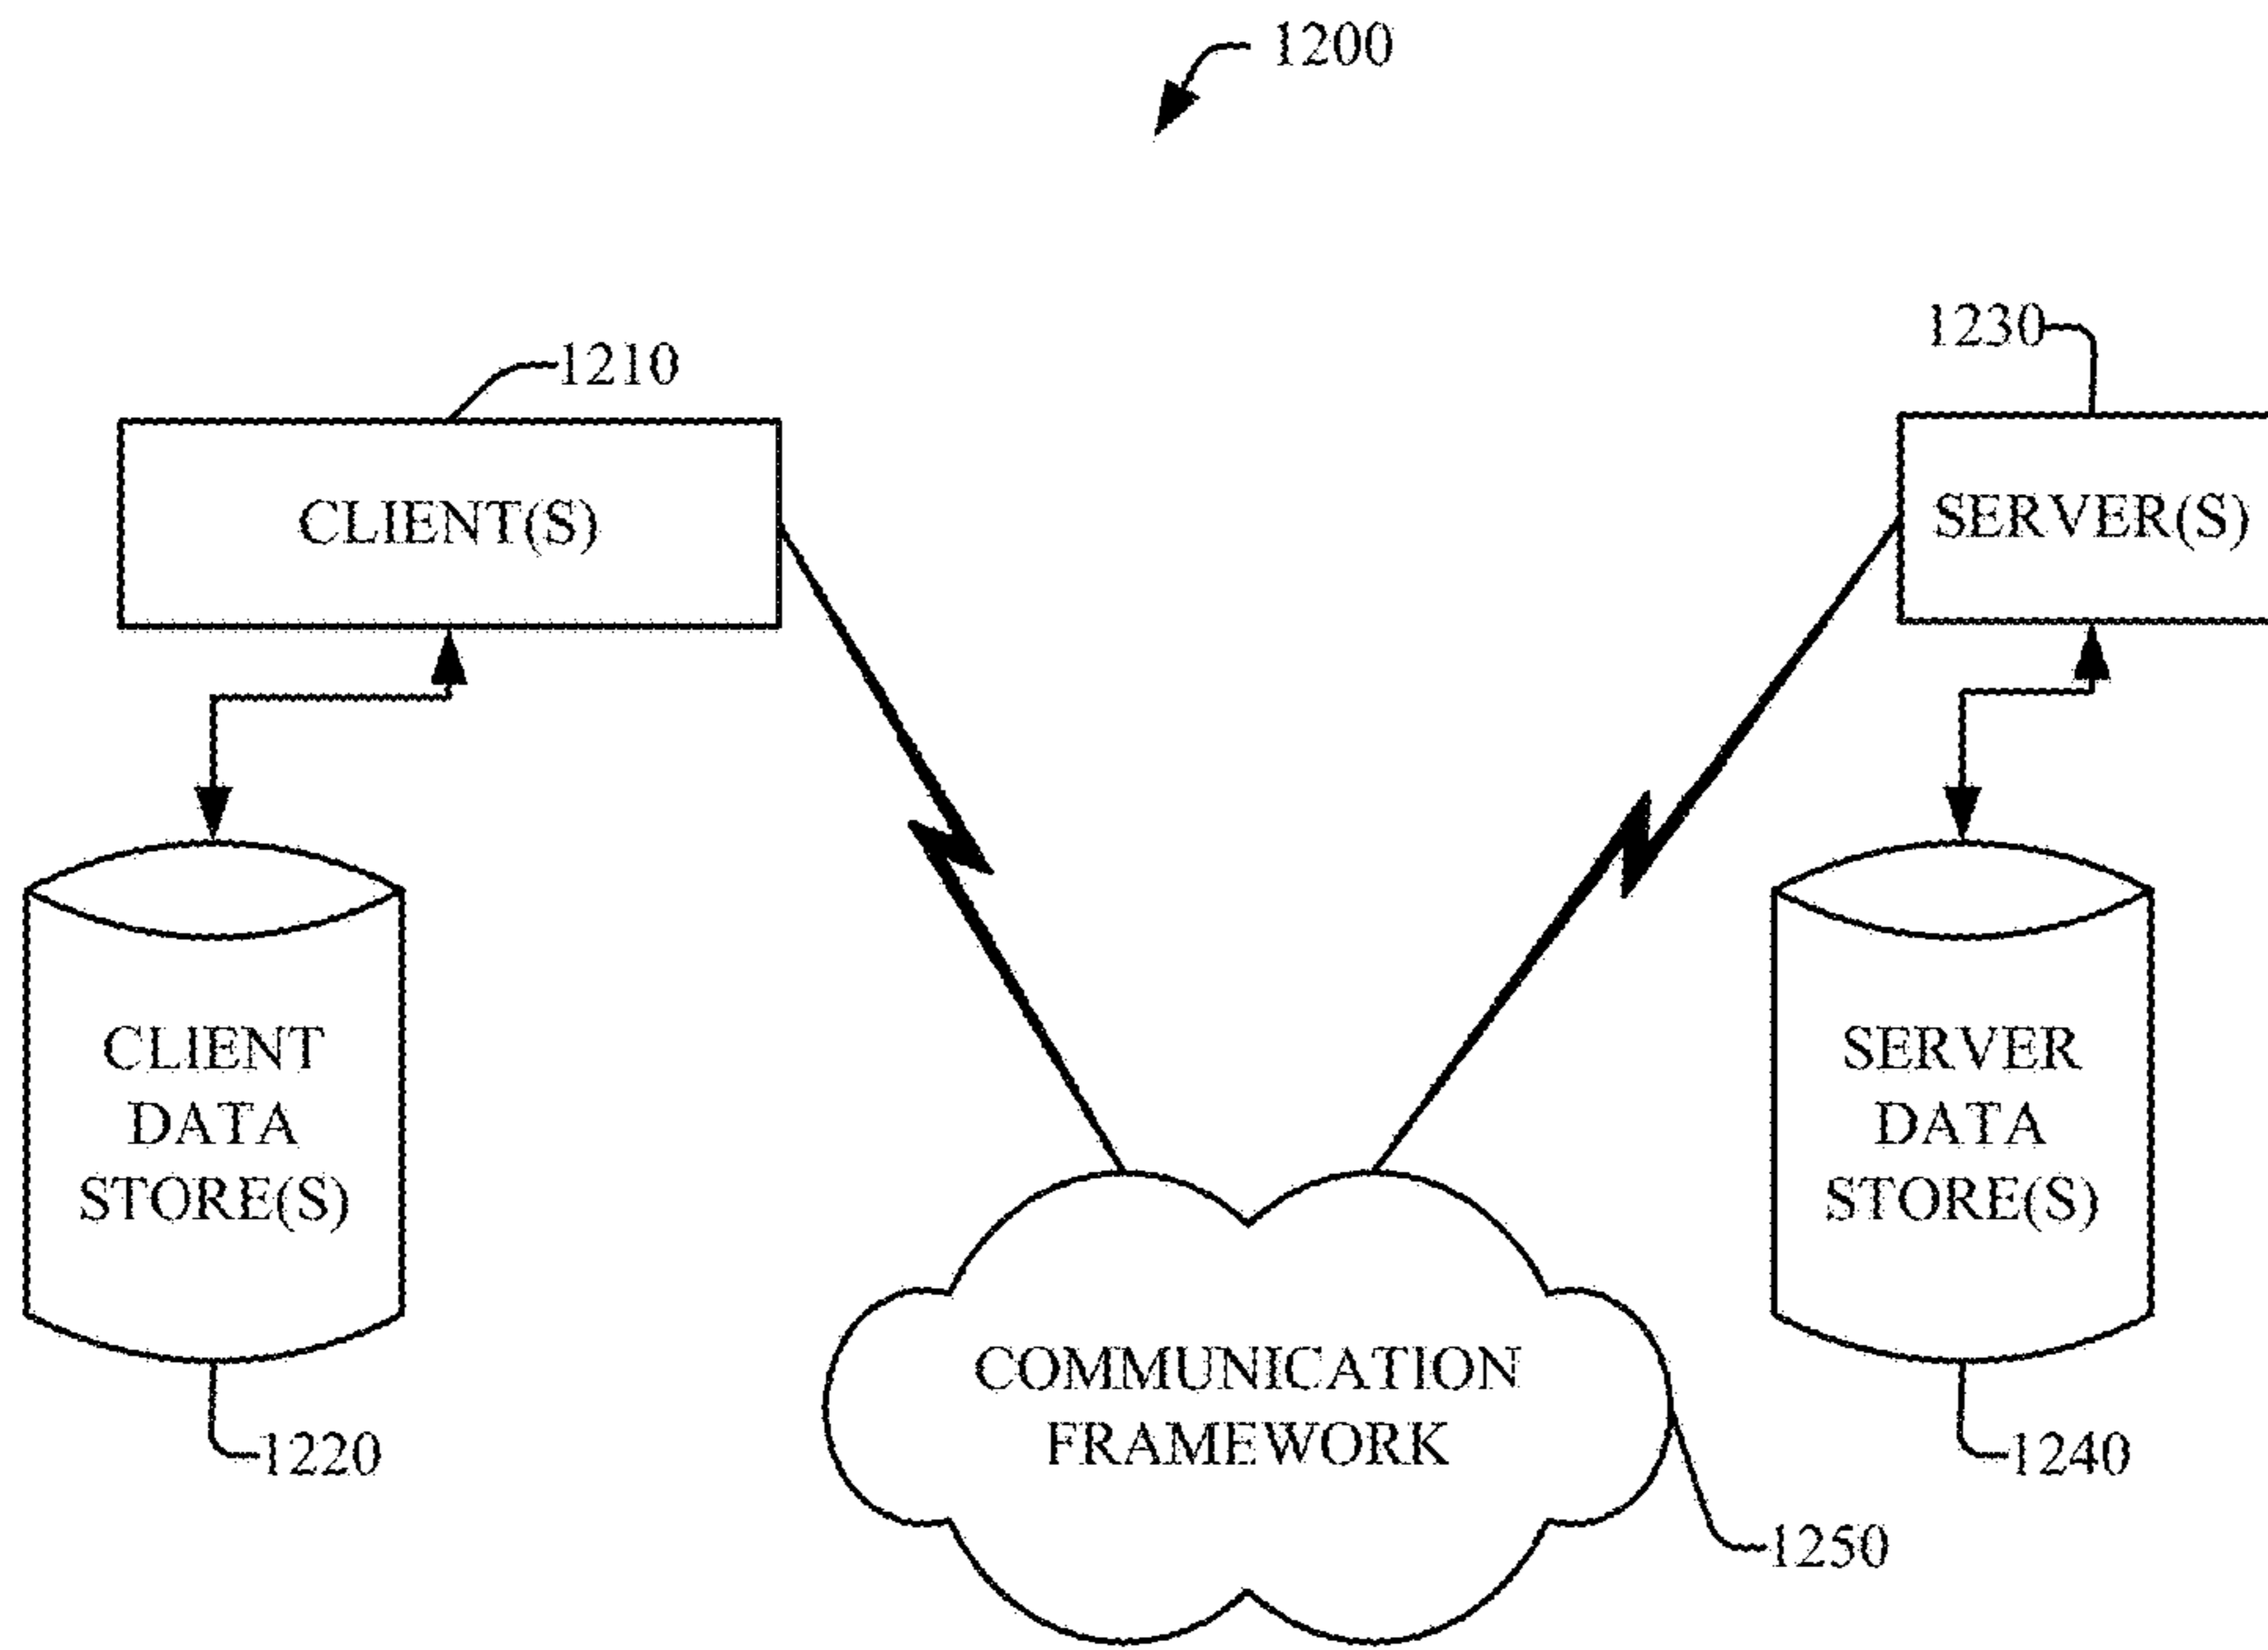 1200
1210
1230
CLIENT(S)
SERVER(S)
CLIENT
DATA
STORE(S)
SERVER
DATA
STORE(S)
COMMUNICATION
FRAMEWORK
1220
1240
1250